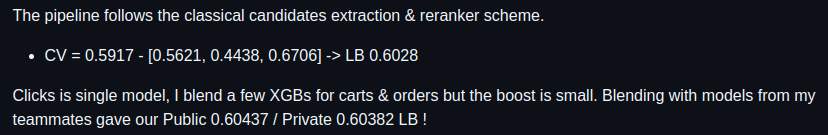 The pipeline follows the classical candidates extraction & reranker scheme.
• CV = 0.5917 - [0.5621, 0.4438, 0.6706] -> LB 0.6028
Clicks is single model, I blend a few XGBs for carts & orders but the boost is small. Blending with models from my
teammates gave our Public 0.60437 / Private 0.60382 LB !